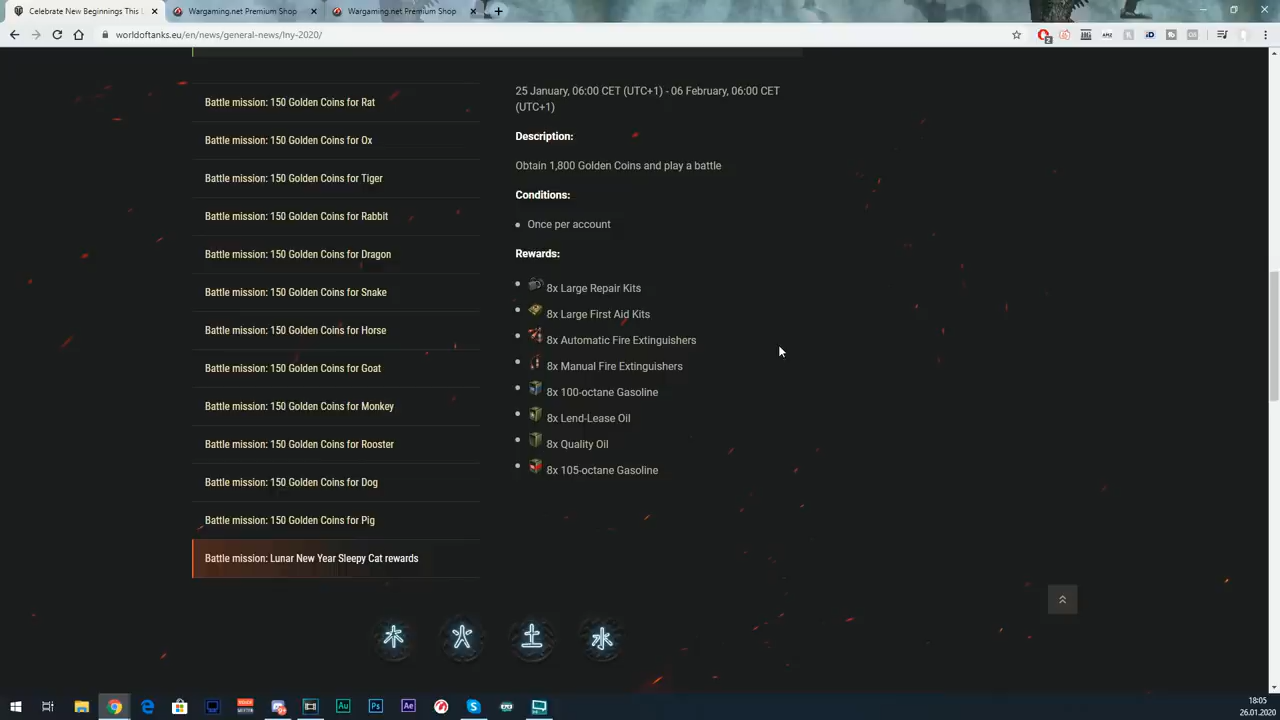 Celebrate New Beginnings This L
Wargaming.net Premium Shop
Wargaming.net Premium Shop
worldoftanks.eu/en/news/general-news/lny-2020/
Battle mission: 150 Golden Coins for Rat
Battle mission: 150 Golden Coins for Ox
Battle mission: 150 Golden Coins for Tiger
Battle mission: 150 Golden Coins for Rabbit
Battle mission: 150 Golden Coins for Dragon
Battle mission: 150 Golden Coins for Snake
Battle mission: 150 Golden Coins for Horse
Battle mission: 150 Golden Coins for Goat
Battle mission: 150 Golden Coins for Monkey
Battle mission: 150 Golden Coins for Rooster
Battle mission: 150 Golden Coins for Dog
Battle mission: 150 Golden Coins for Pig
Battle mission: Lunar New Year Sleepy Cat rewards
25 January, 06:00 CET (UTC+1) - 06 February, 06:00 CET
(UTC+1)
Description:
Obtain 1,800 Golden Coins and play a battle
Conditions:
Once per account
Rewards:
8x Large Repair Kits
8x Large First Aid Kits
8x Automatic Fire Extinguishers
8x Manual Fire Extinguishers
8x 100-octane Gasoline
8x Lend-Lease Oil
8x Quality Oil
8x 105-octane Gasoline
木 火 土 水
Au Ps Ae
18:05
26.01.2020